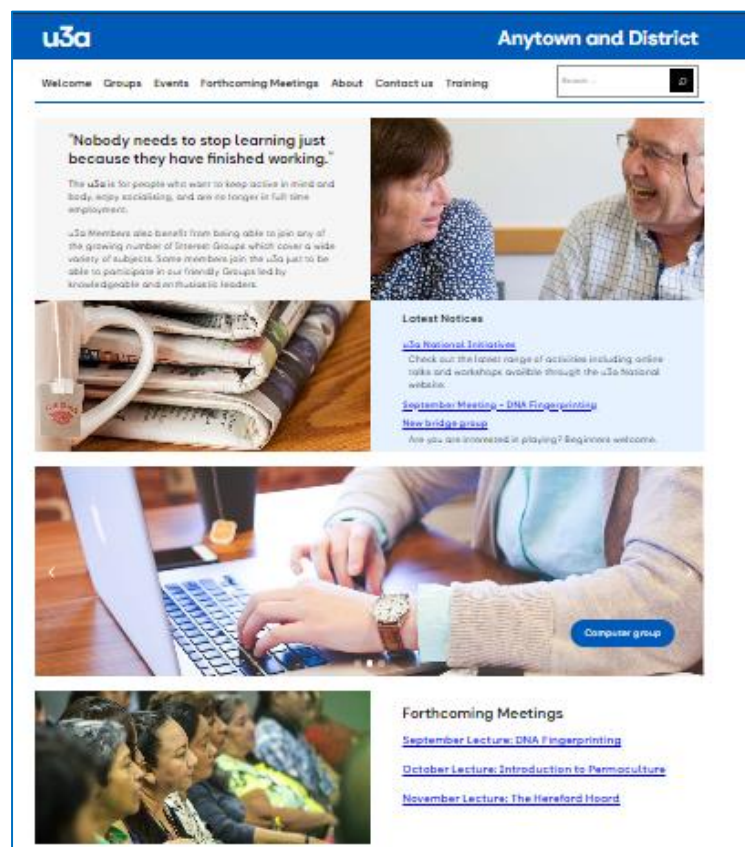 u3a
Anytown and District
Welcome Groups Events Forthcoming Meetings About Contact us Training
Search ...
"Nobody needs to stop learning just
because they have finished working."
The u3a is for people who want to keep active in mind and
body, enjoy socialising, and are no longer in full time
employment.
u3a Members also benefit from being able to join any of
the growing number of Interest Groups which cover a wide
variety of subjects. Some members join the u3a just to be
able to participate in our friendly Groups led by
knowledgeable and enthusiastic leaders.
Latest Notices
u3a National Initiatives
Check out the latest range of activities including online
talks and workshops availble through the u3a National
website.
September Meeting - DNA Fingerprinting
New bridge group
Are you are interested in playing? Beginners welcome.
Computer group
Forthcoming Meetings
September Lecture: DNA Fingerprinting
October Lecture: Introduction to Permaculture
November Lecture: The Hereford Hoard